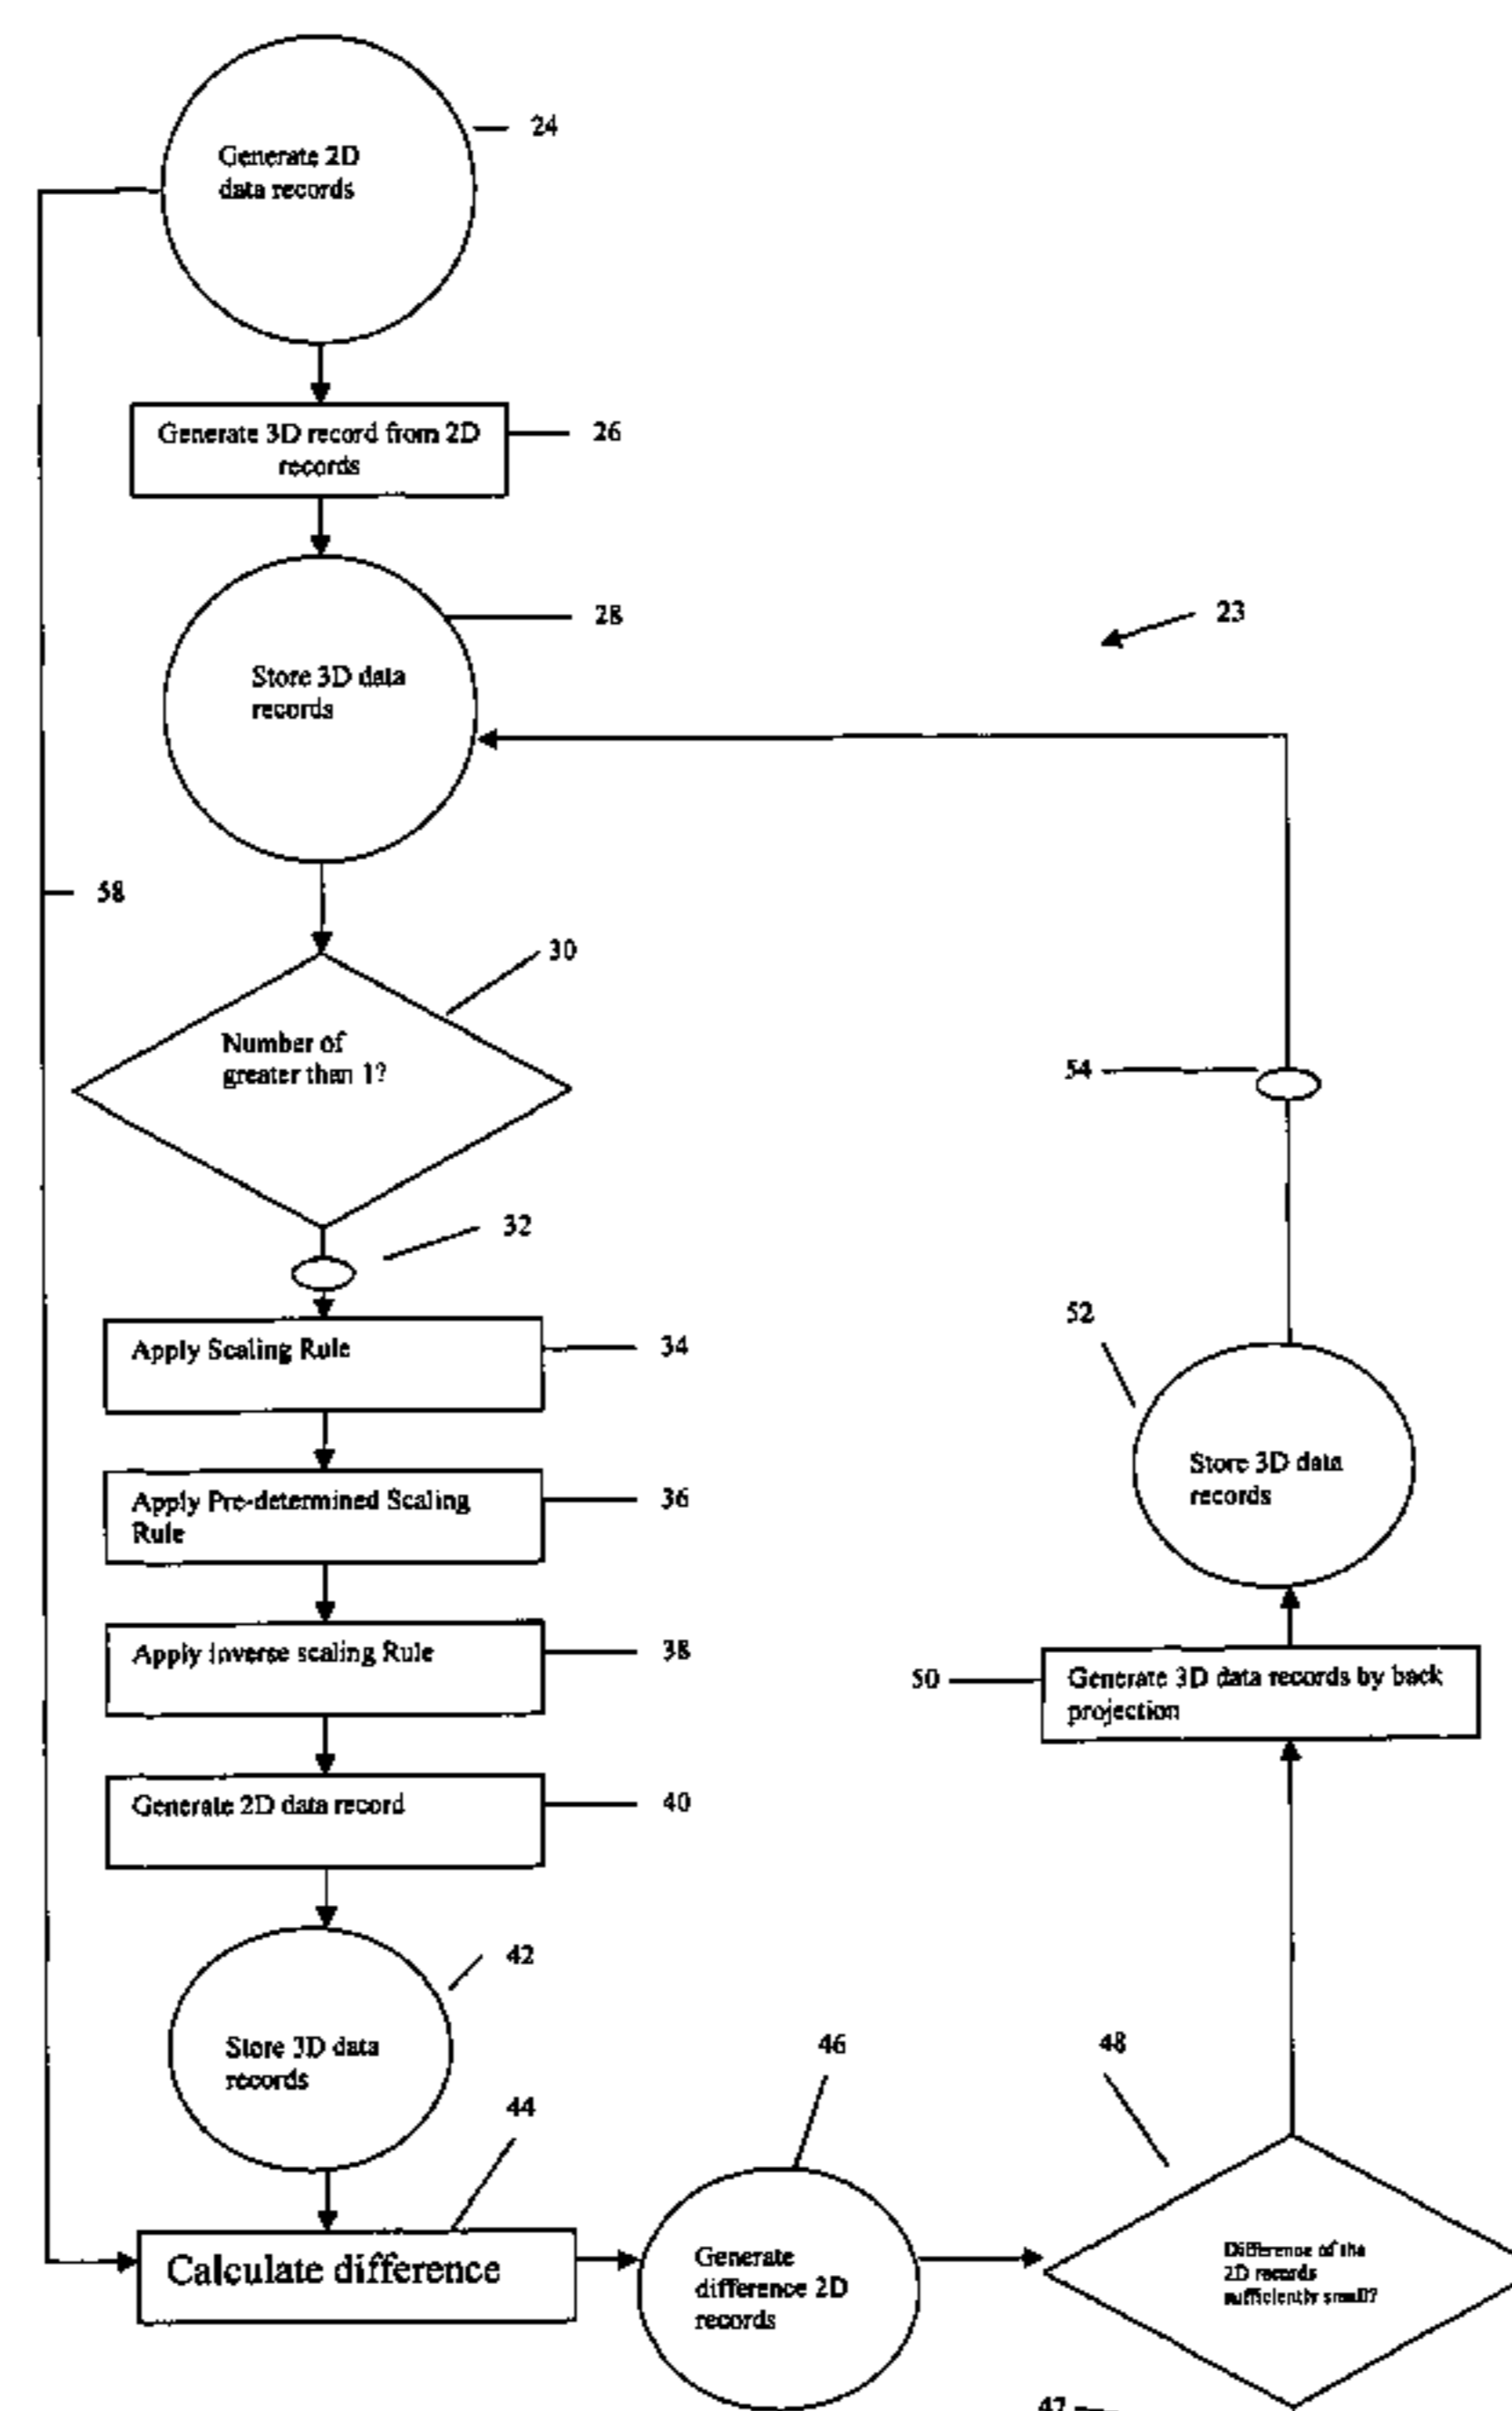 24
Generate 2D
data records
Generate 3D record from 2D
records
26
28
Store 3D data
records
23
58
30
Number of
greater than 1?
54
32
Apply Scaling Rule
34
52
Apply Pre-determined Scaling
Rule
36
Store 3D data
records
Apply Inverse scaling Rule
38
50
Generate 3D data records by back
projection
Generate 2D data record
40
42
Store 3D data
records
46
48
44
Calculate difference
Generate
difference 2D
records
Difference of the
2D records
sufficiently small?
47